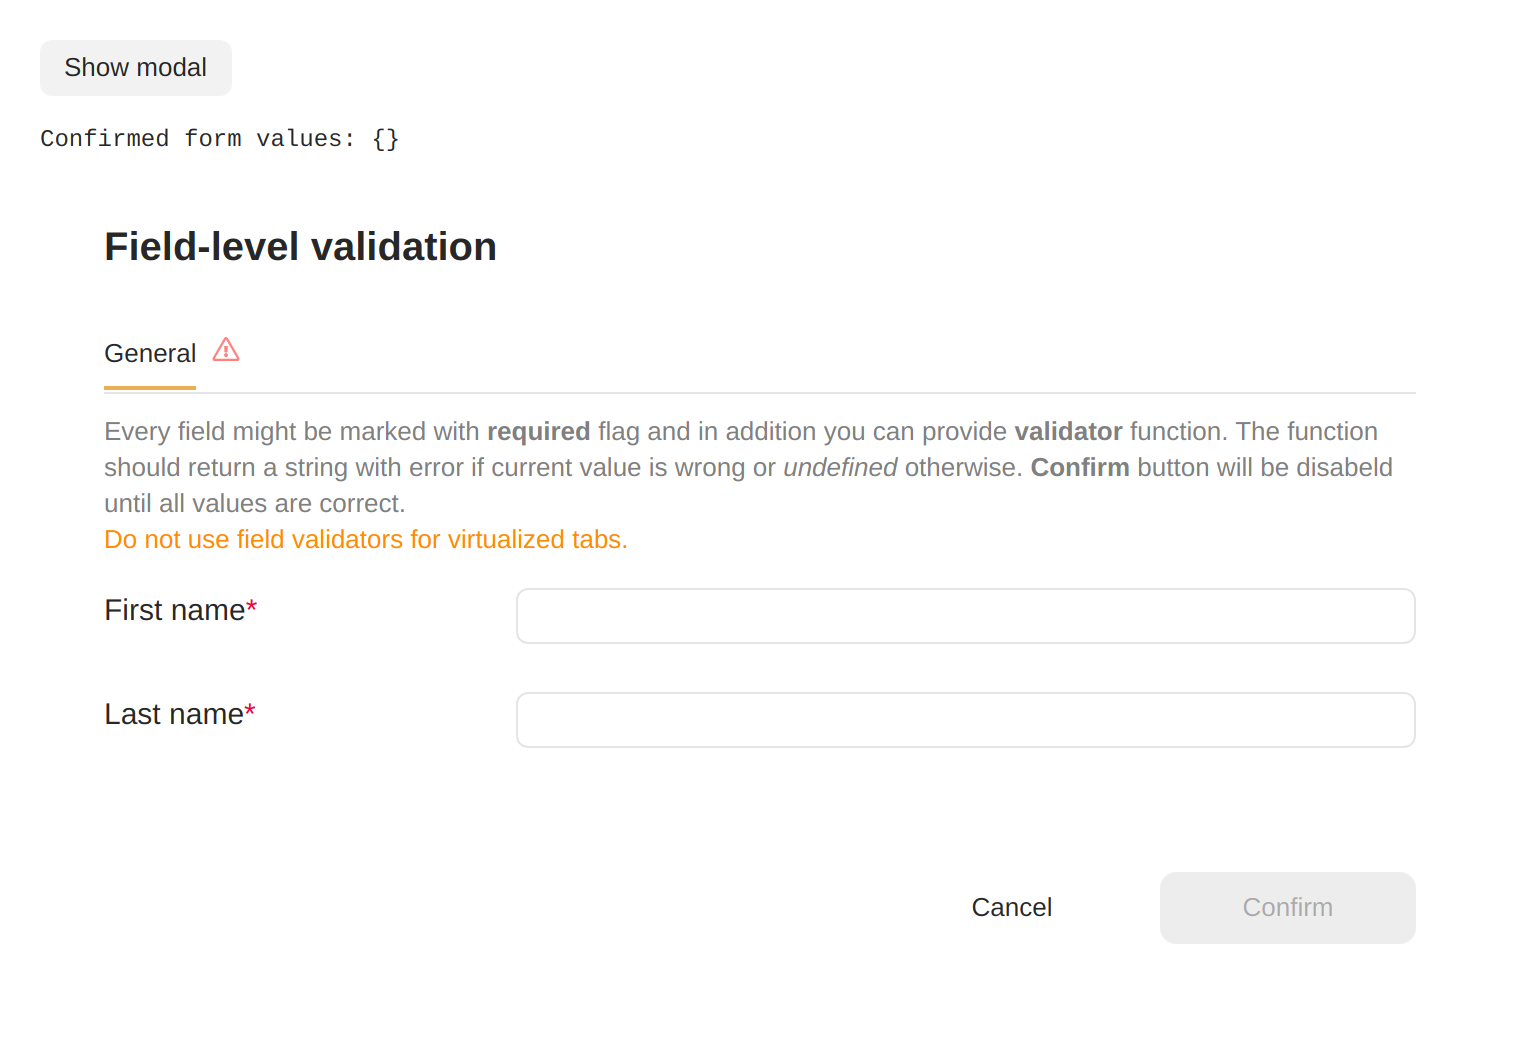 Show modal
Confirmed form values: {}
Field-level validation
General
Every field might be marked with required flag and in addition you can provide validator function. The function
should return a string with error if current value is wrong or undefined otherwise. Confirm button will be disabeld
until all values are correct.
Do not use field validators for virtualized tabs.
First name*
Last name*
Cancel Confirm